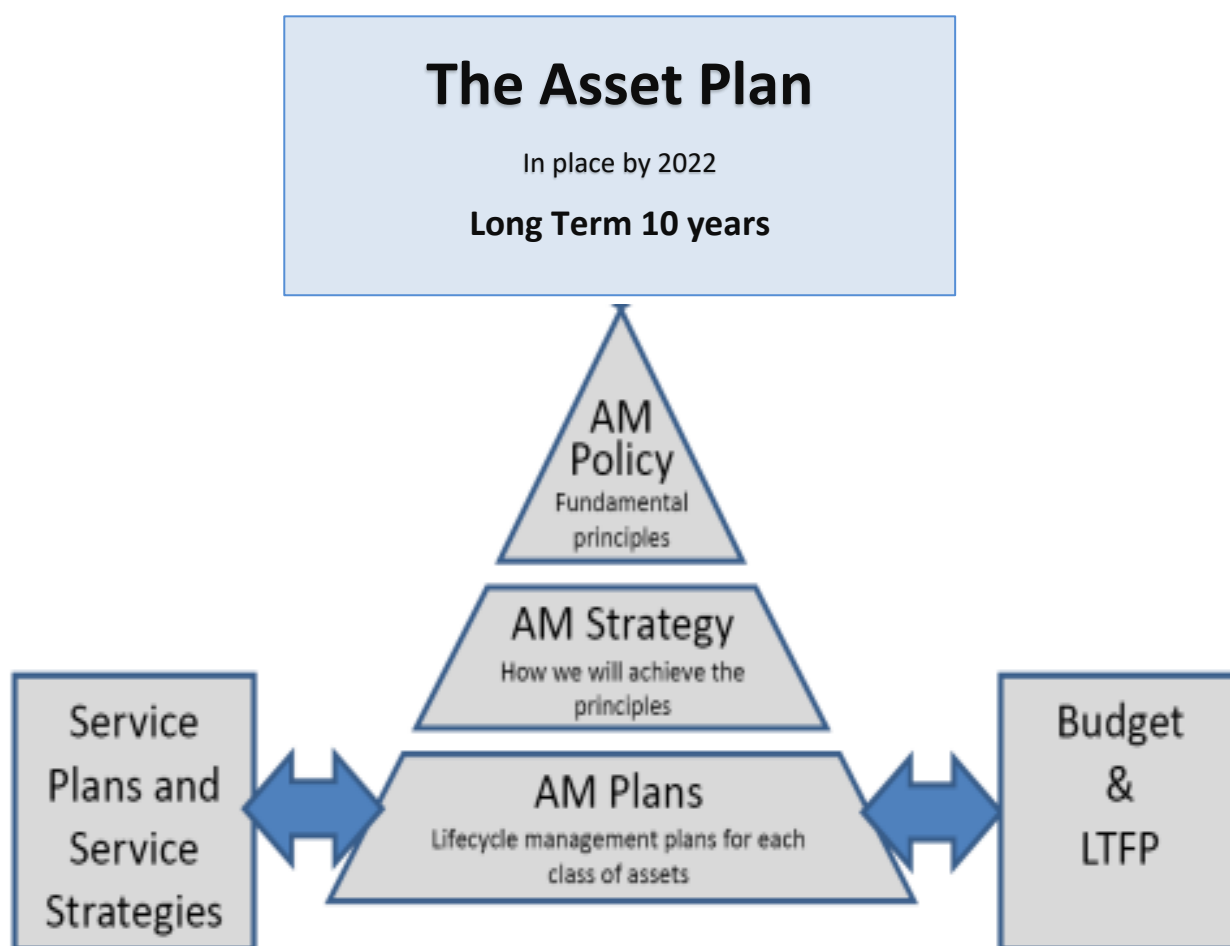 The Asset Plan
In place by 2022
Long Term 10 years
AM
Policy
Fundamental
principles
AM Strategy
How we will achieve the
principles
Service
Plans and
Service
Strategies
AM Plans
Lifecycle management plans for each
class of assets
Budget
&
LTFP